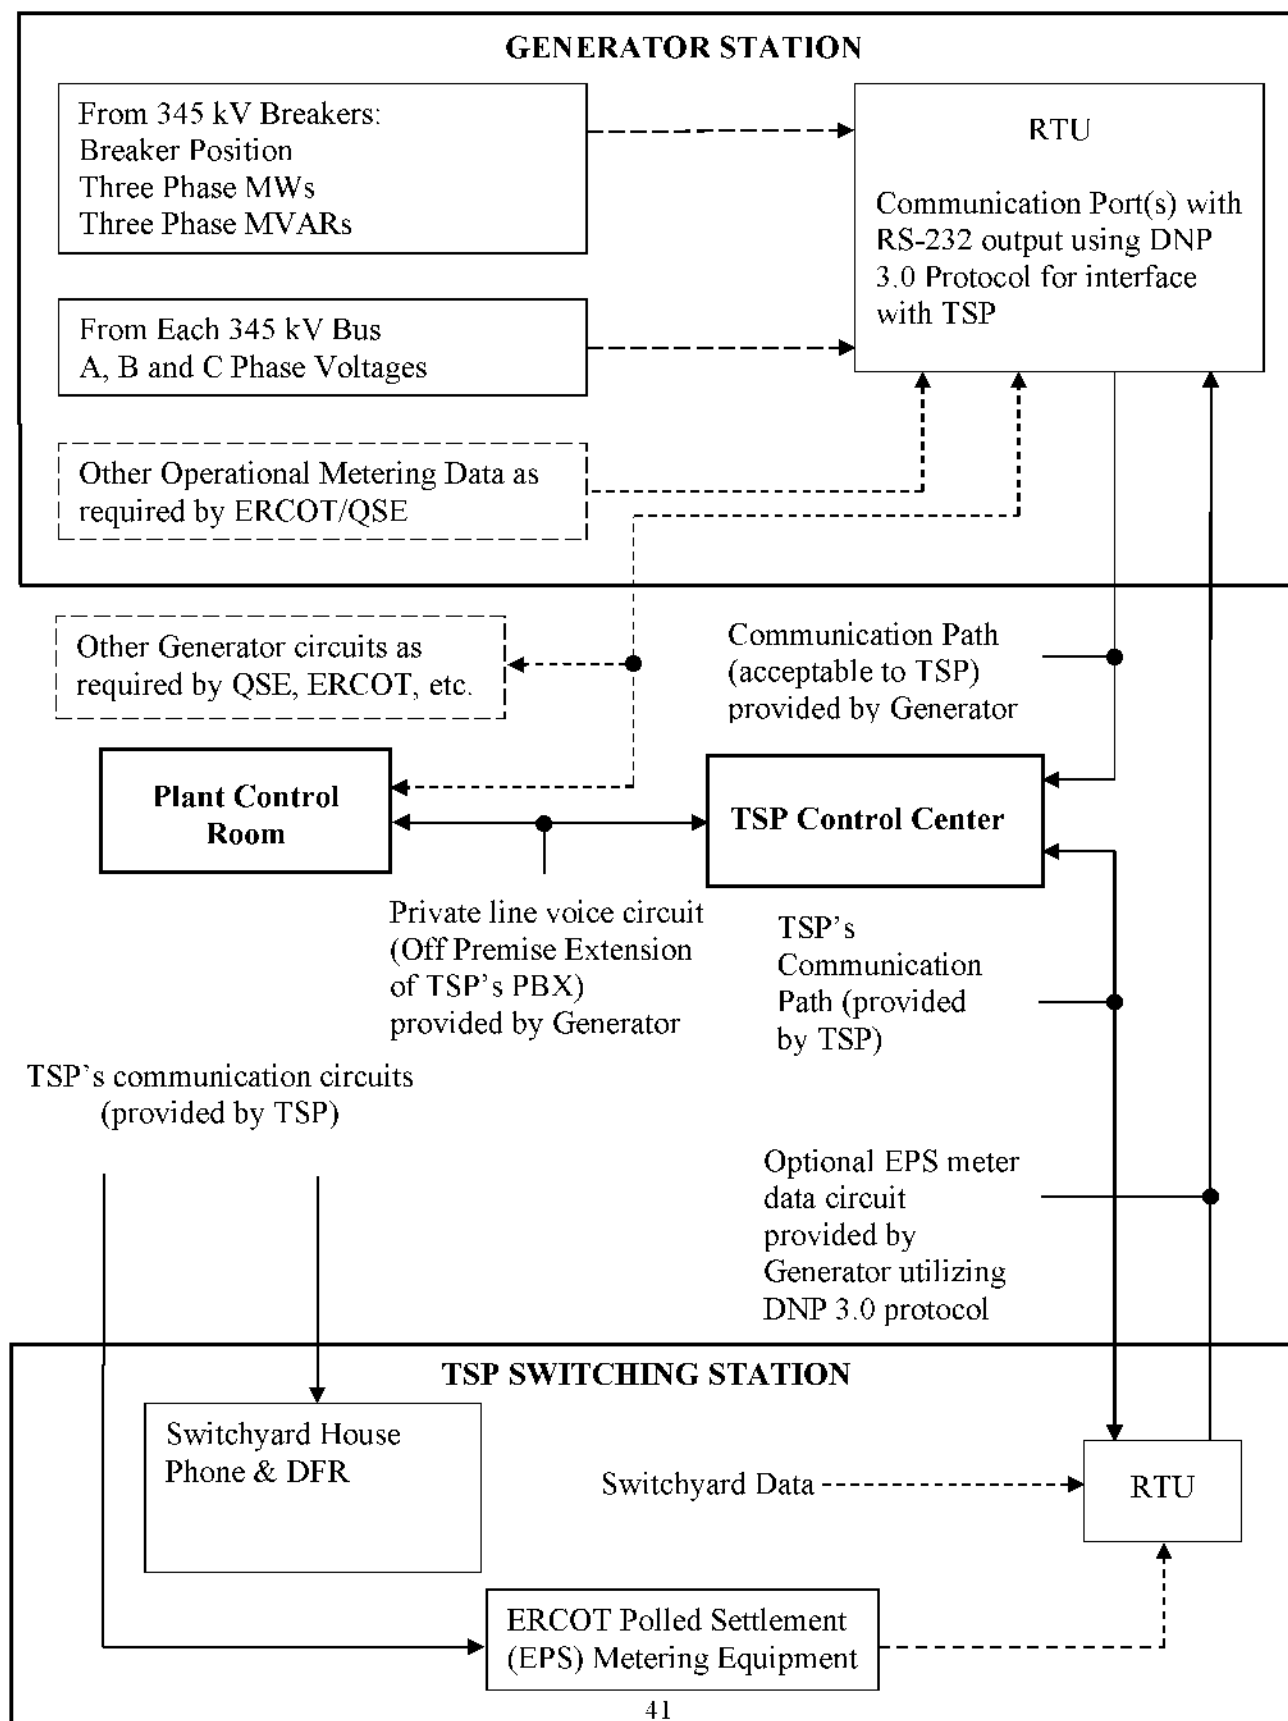 GENERATOR STATION
From 345 kV Breakers:
Breaker Position
Three Phase MWs
Three Phase MVARs
RTU
Communication Port(s) with
RS-232 output using DNP
3.0 Protocol for interface
with TSP
From Each 345 kV Bus
A, B and C Phase Voltages
Other Operational Metering Data as
required by ERCOT/QSE
Other Generator circuits as
required by QSE, ERCOT, etc.
Communication Path
(acceptable to TSP)
provided by Generator
Plant Control
Room
TSP Control Center
Private line voice circuit
(Off Premise Extension
of TSP's PBX)
provided by Generator
TSP's
Communication
Path (provided
by TSP)
TSP's communication circuits
(provided by TSP)
Optional EPS meter
data circuit
provided by
Generator utilizing
DNP 3.0 protocol
TSP SWITCHING STATION
Switchyard House
Phone & DFR
Switchyard Data
RTU
ERCOT Polled Settlement
(EPS) Metering Equipment
41